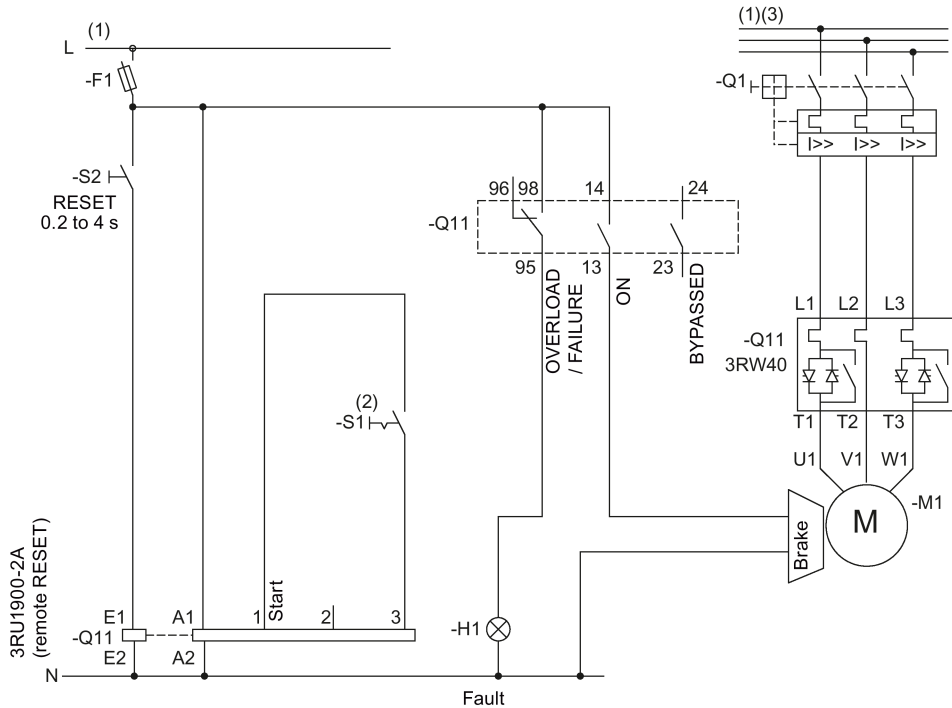 L (1)
-F1
-S2
RESET
0.2 to 4 s
96 98 14 24
-Q11
95 13 23
OVERLOAD
/ FAILURE
ON
BYPASSED
(2)
-S1
3RU1900-2A
(remote RESET)
E1 A1 1 Start 2 3
-Q11
E2 A2
N
-H1
Fault
(1)(3)
-Q1
I>> I>> I>>
L1 L2 L3
-Q11
3RW40
T1 T2 T3
U1 V1 W1
-M1
M
Brake